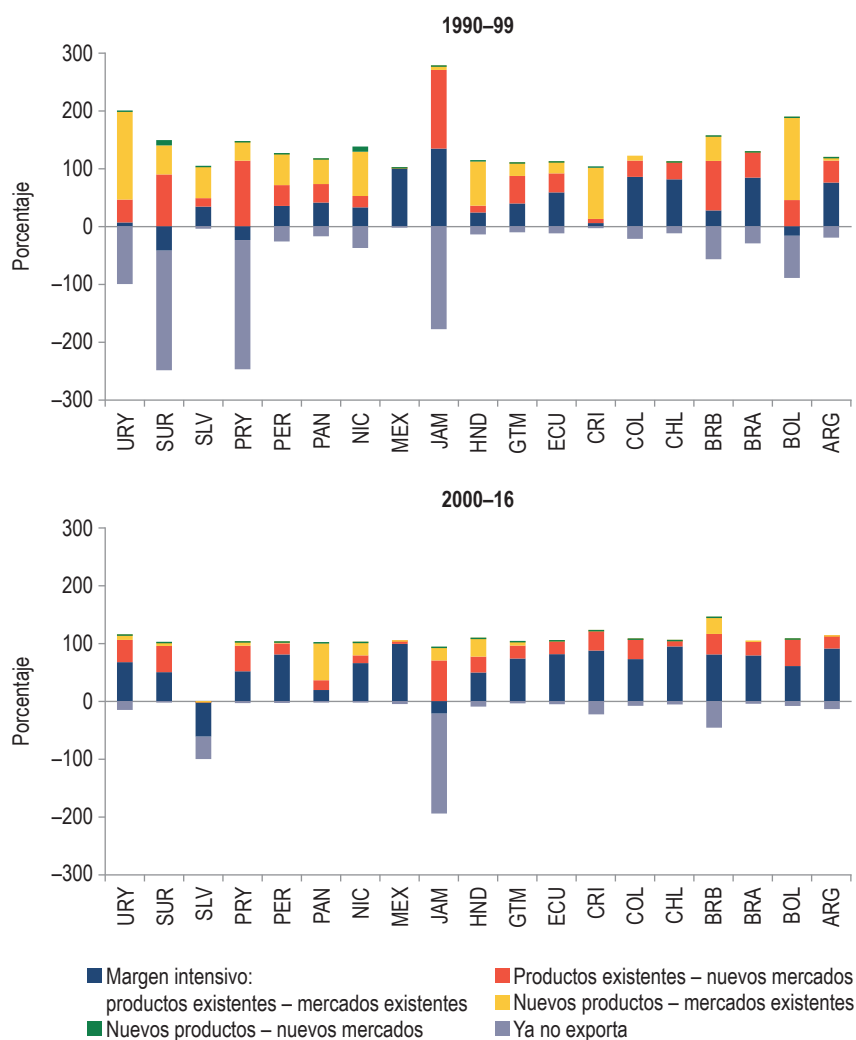 1990–99
Porcentaje
300
200
100
0
–100
–200
–300
URY SUR SLV PRY PER PAN NIC MEX JAM HND GTM ECU CRI COL CHL BRB BRA BOL ARG
2000–16
Porcentaje
300
200
100
0
–100
–200
–300
URY SUR SLV PRY PER PAN NIC MEX JAM HND GTM ECU CRI COL CHL BRB BRA BOL ARG
Margen intensivo:
productos existentes – mercados existentes
Nuevos productos – nuevos mercados
Productos existentes – nuevos mercados
Nuevos productos – mercados existentes
Ya no exporta